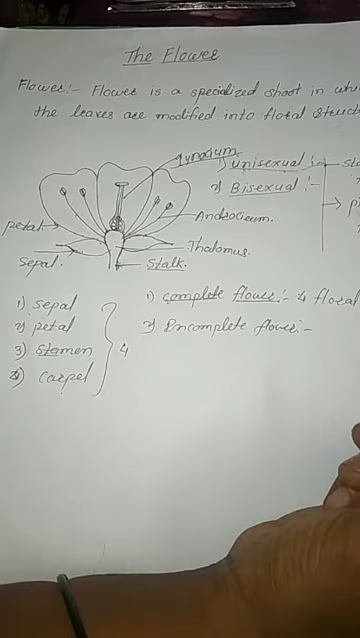 The Flower
Flower:- Flower is a specialized shoot in
the leaves are modified into floral
Gynoecium
1) Unisexual :-
2) Bisexual :-
Androecium.
petal
Thalamus.
Sepal.
Stalk.
1) Sepal
2) petal
3) Stamen
4) Carpel
4
1) Complete flower:- 4 floral
2) Incomplete flower:-